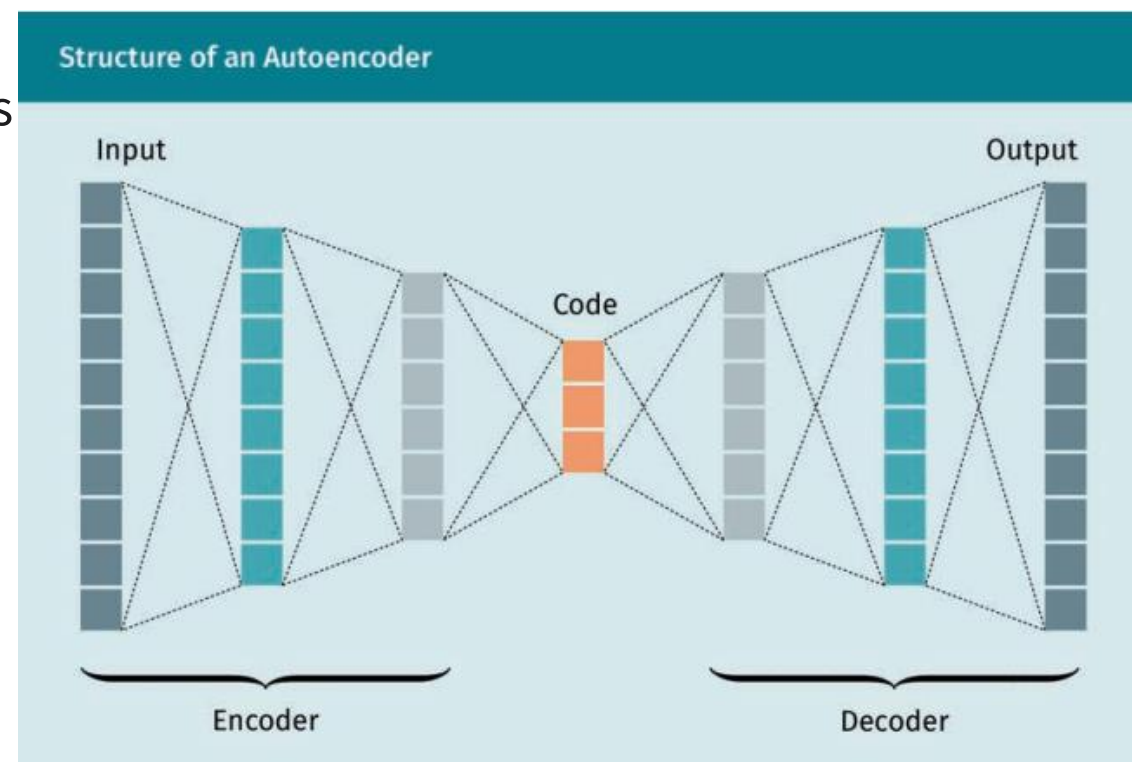 Structure of an Autoencoder
s
Input
Output
Code
Encoder
Decoder